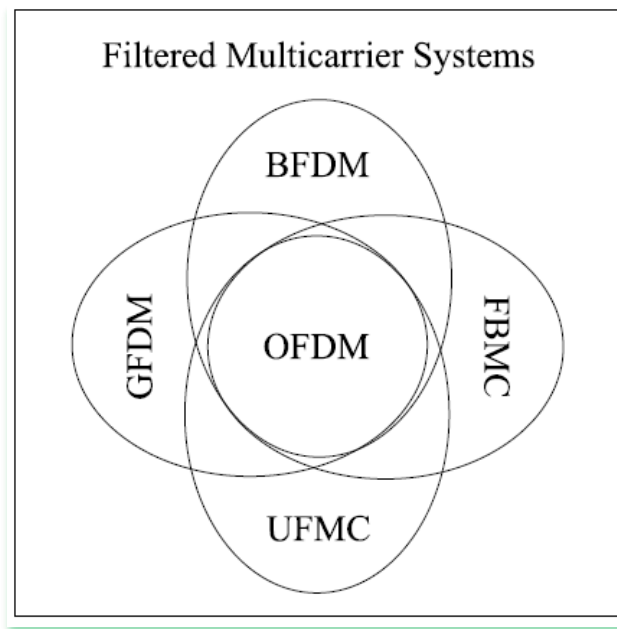 Filtered Multicarrier Systems
BFDM
GFDM
OFDM
FBMC
UFMC